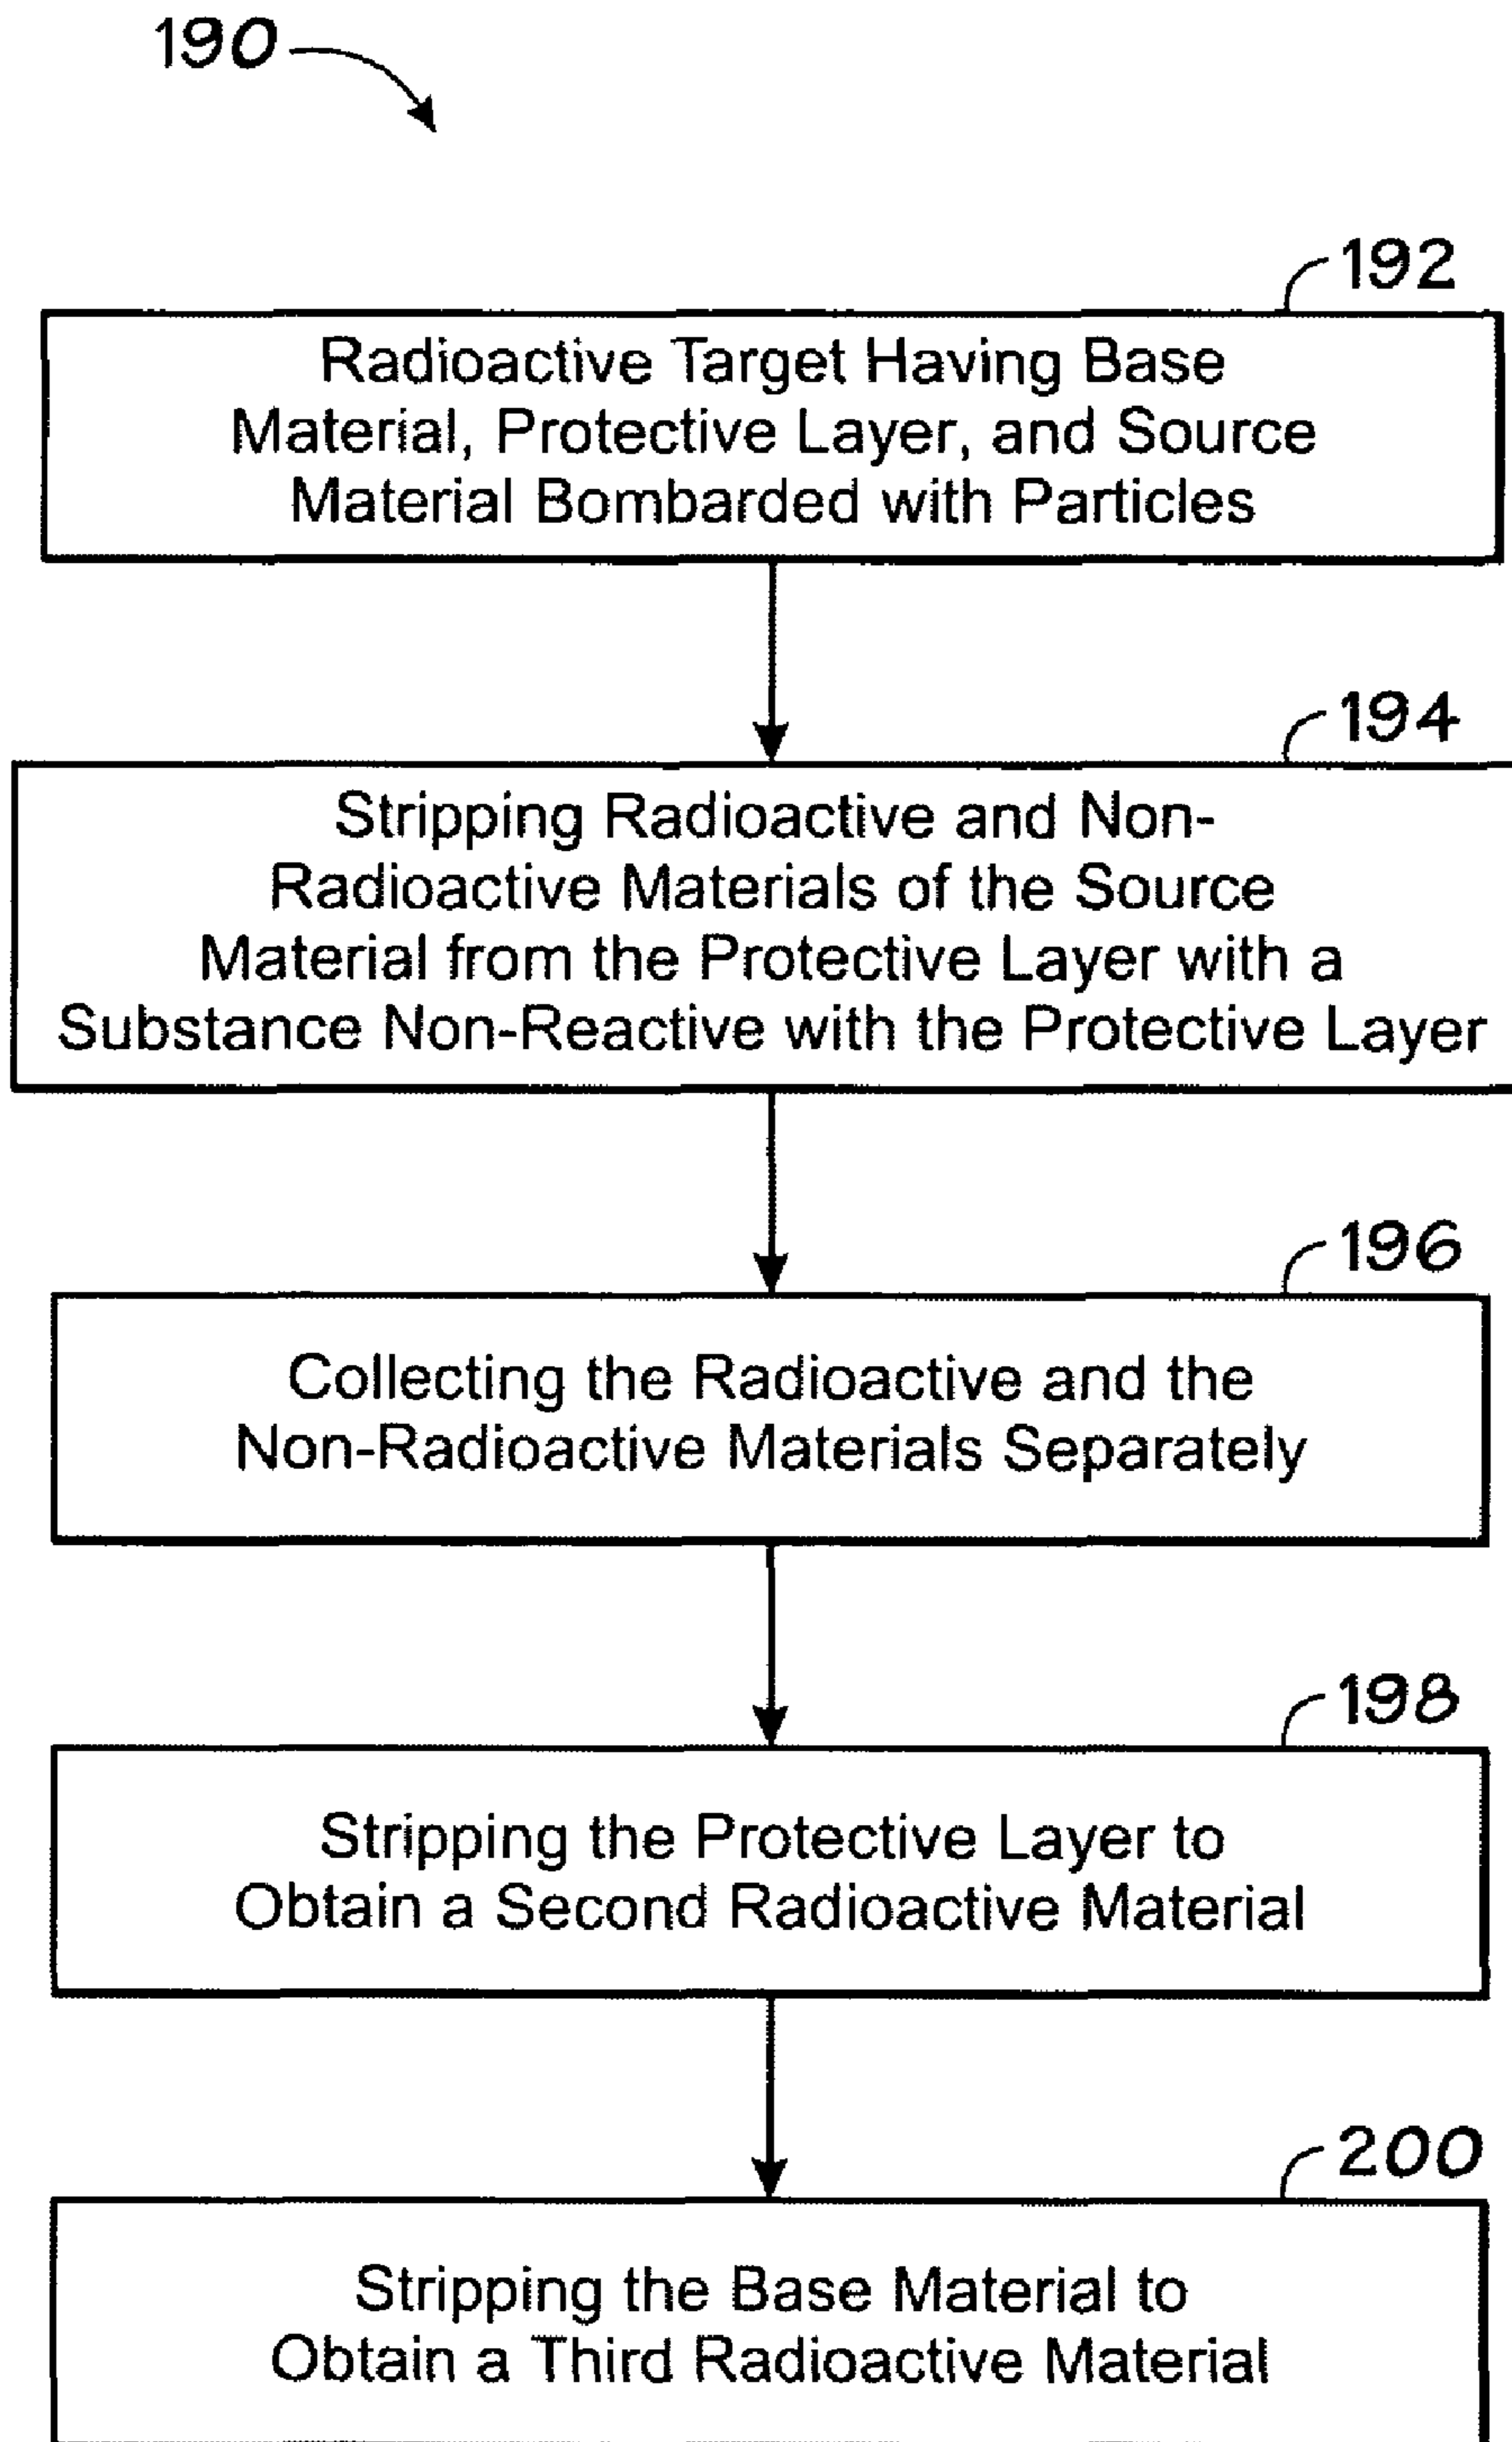 190
192
Radioactive Target Having Base
Material, Protective Layer, and Source
Material Bombarded with Particles
194
Stripping Radioactive and Non-
Radioactive Materials of the Source
Material from the Protective Layer with a
Substance Non-Reactive with the Protective Layer
196
Collecting the Radioactive and the
Non-Radioactive Materials Separately
198
Stripping the Protective Layer to
Obtain a Second Radioactive Material
200
Stripping the Base Material to
Obtain a Third Radioactive Material